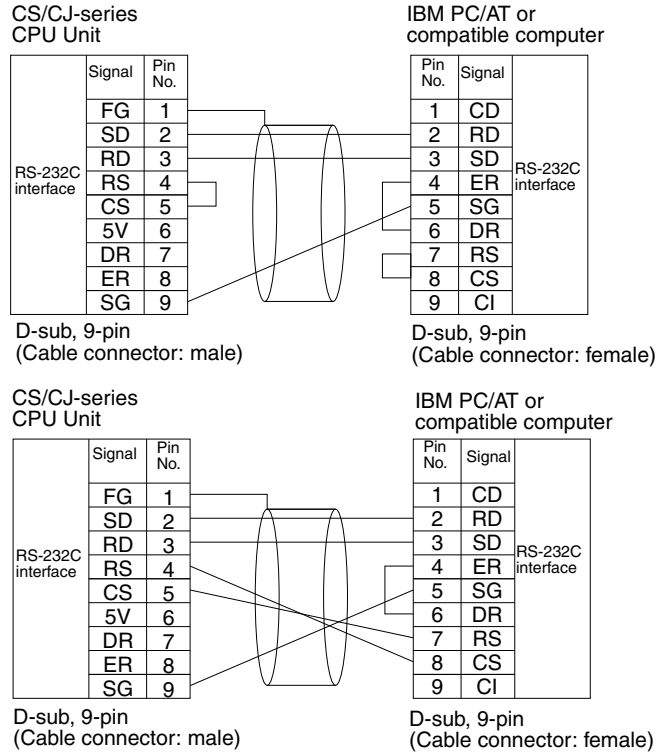 CS/CJ-series
CPU Unit
IBM PC/AT or
compatible computer
Signal Pin No.
Pin No. Signal
FG 1 1 CD
SD 2 2 RD
RD 3 3 SD
RS-232C interface
RS 4 4 ER
RS-232C interface
CS 5 5 SG
5V 6 6 DR
DR 7 7 RS
ER 8 8 CS
SG 9 9 CI
D-sub, 9-pin
(Cable connector: male)
D-sub, 9-pin
(Cable connector: female)
CS/CJ-series
CPU Unit
IBM PC/AT or
compatible computer
Signal Pin No.
Pin No. Signal
FG 1 1 CD
SD 2 2 RD
RD 3 3 SD
RS-232C interface
RS 4 4 ER
RS-232C interface
CS 5 5 SG
5V 6 6 DR
DR 7 7 RS
ER 8 8 CS
SG 9 9 CI
D-sub, 9-pin
(Cable connector: male)
D-sub, 9-pin
(Cable connector: female)